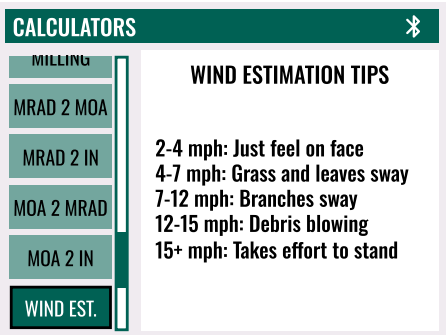 CALCULATORS
MILLING
MRAD 2 MOA
MRAD 2 IN
MOA 2 MRAD
MOA 2 IN
WIND EST.
WIND ESTIMATION TIPS
2-4 mph: Just feel on face
4-7 mph: Grass and leaves sway
7-12 mph: Branches sway
12-15 mph: Debris blowing
15+ mph: Takes effort to stand